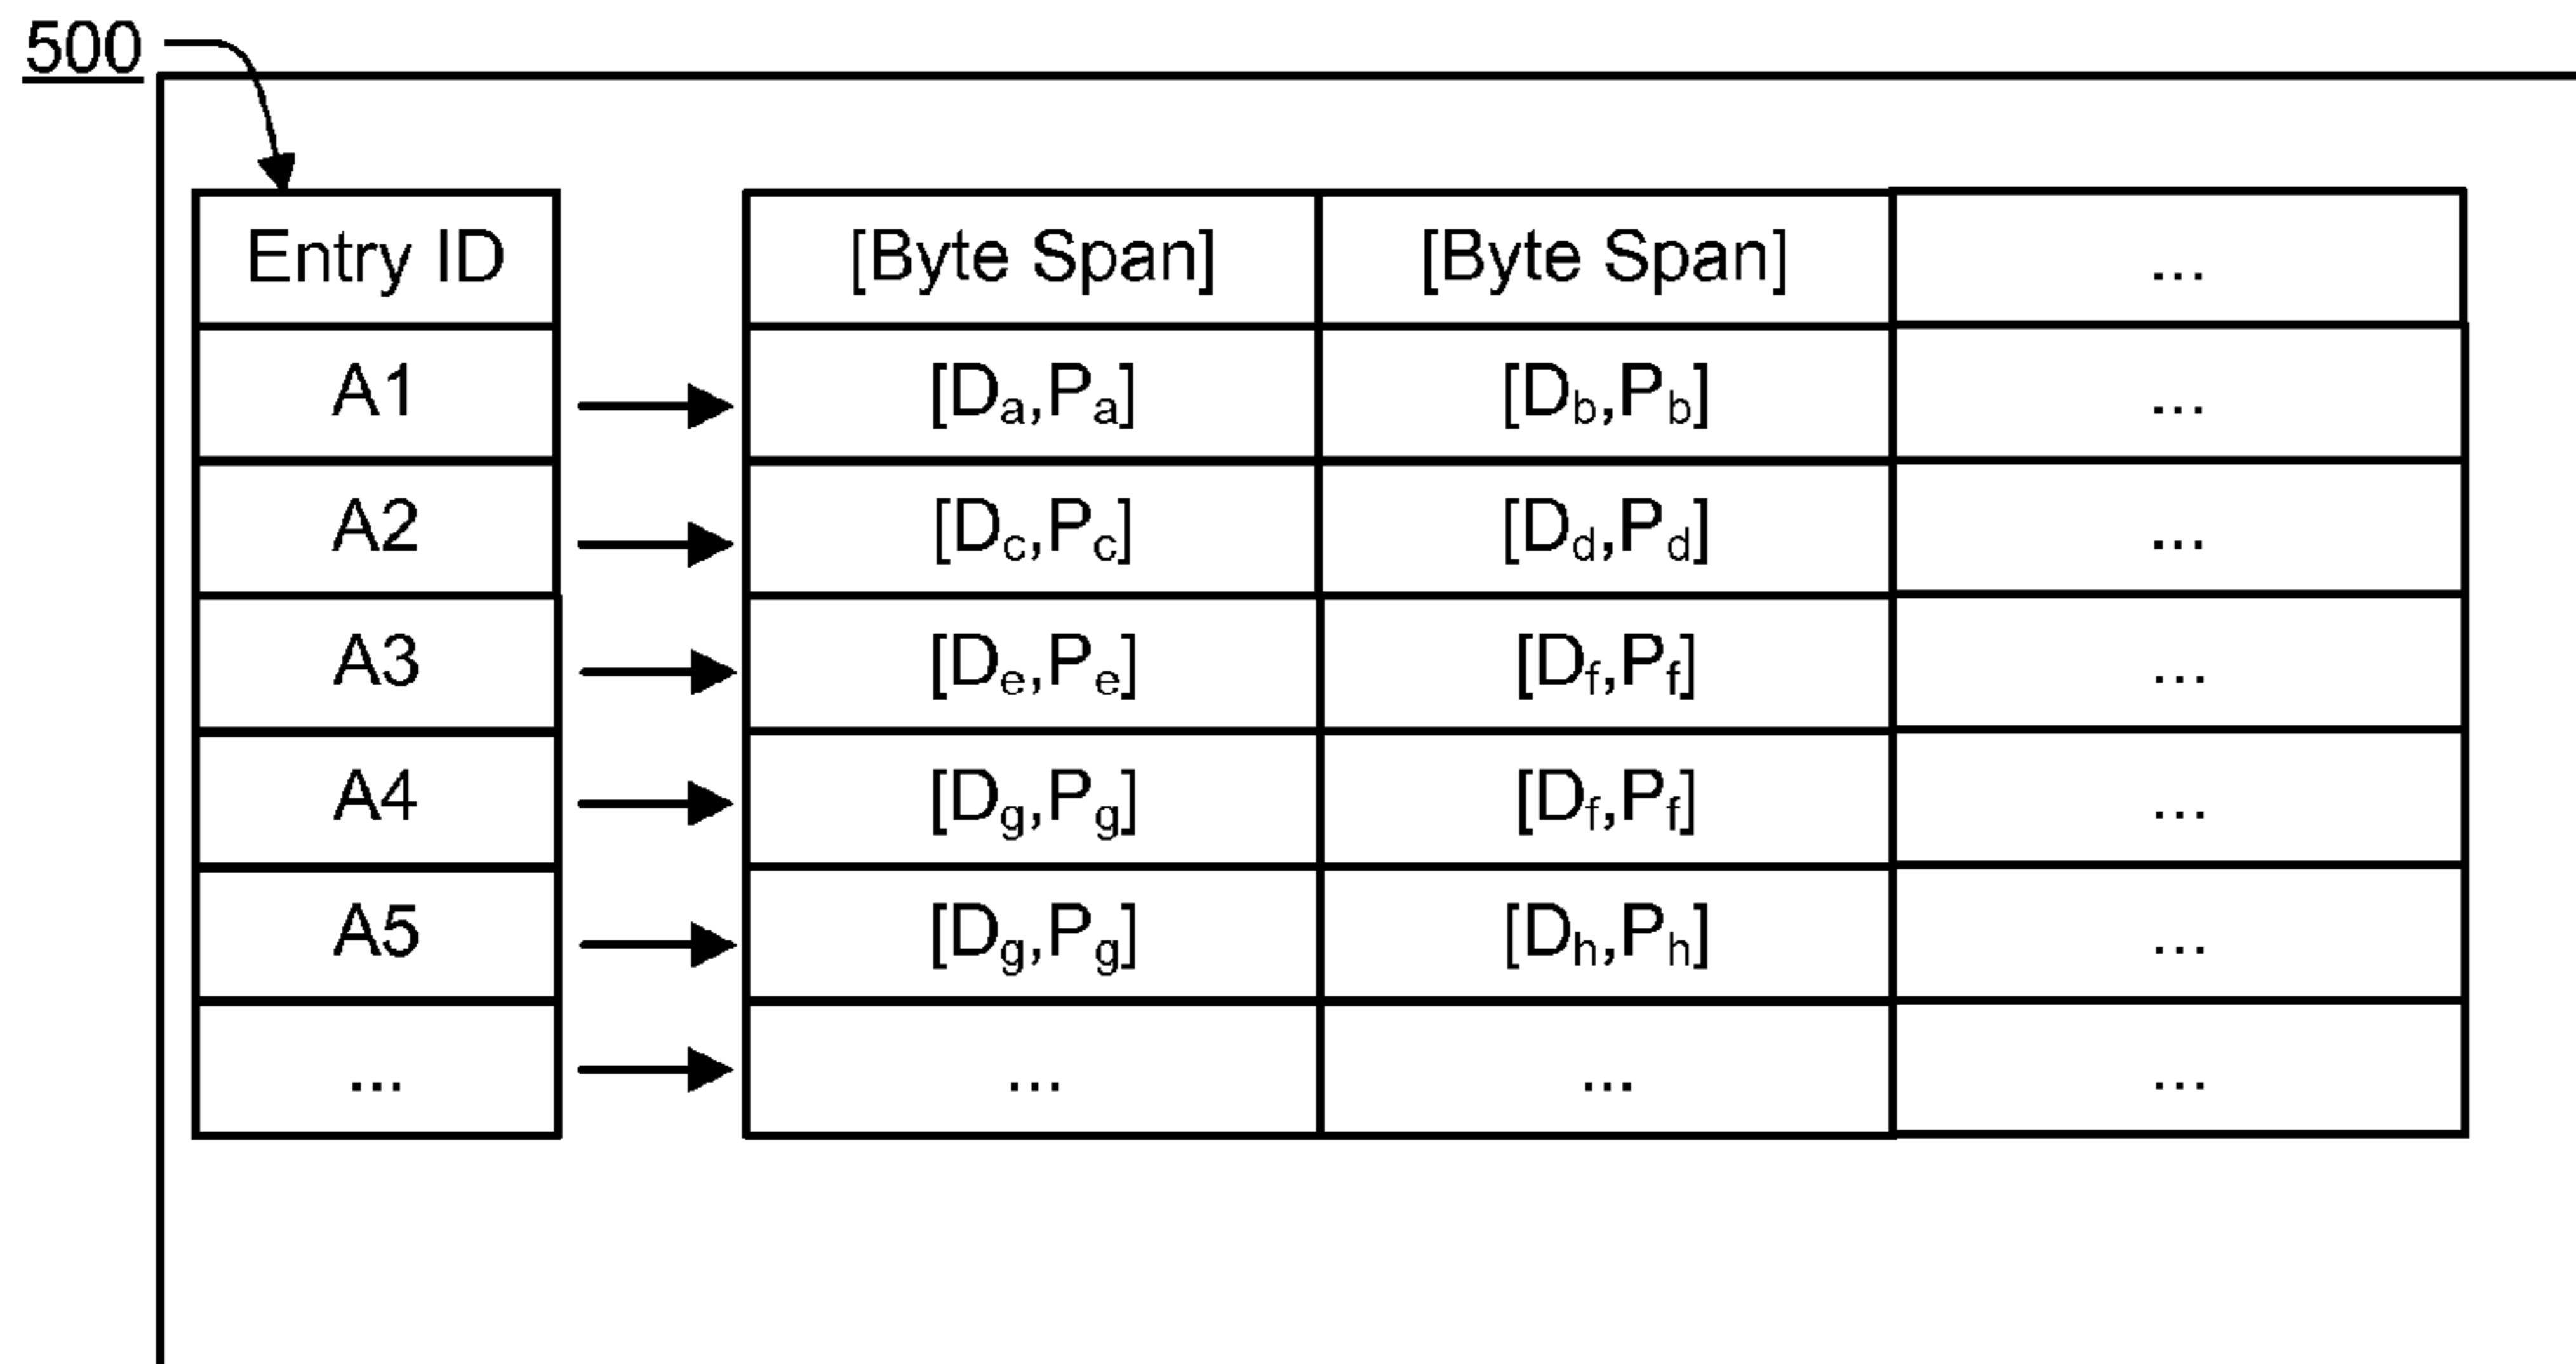 500
Entry ID [Byte Span] [Byte Span] ...
A1 [Da,Pa] [Db,Pb] ...
A2 [Dc,Pc] [Dd,Pd] ...
A3 [De,Pe] [Df,Pf] ...
A4 [Dg,Pg] [Df,Pf] ...
A5 [Dg,Pg] [Dh,Ph] ...
... ... ... ...